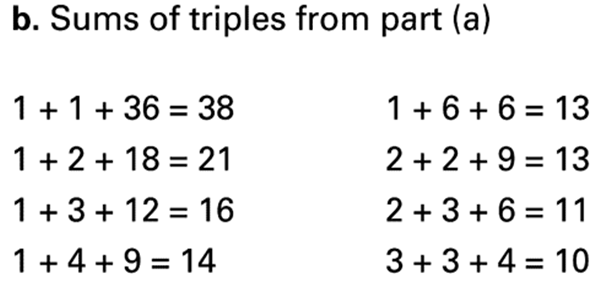 b. Sums of triples from part (a)
1 + 1 + 36 = 38
1 + 2 + 18 = 21
1 + 3 + 12 = 16
1 + 4 + 9 = 14
1 + 6 + 6 = 13
2 + 2 + 9 = 13
2 + 3 + 6 = 11
3 + 3 + 4 = 10